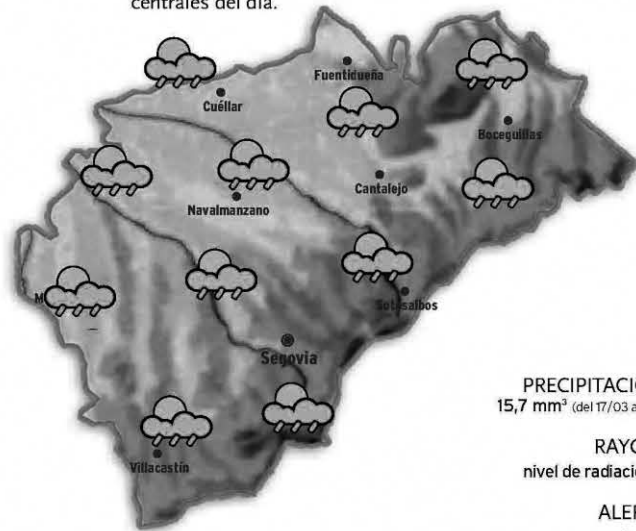 centrales del día.
Fuentidueña
Cuéllar
Boceguillas
Cantalejo
Navalmanzano
Sotosalbos
Segovia
Villacastín
PRECIPITACIO
15,7 mm³ (del 17/03 a
RAYO
nivel de radiació
ALER